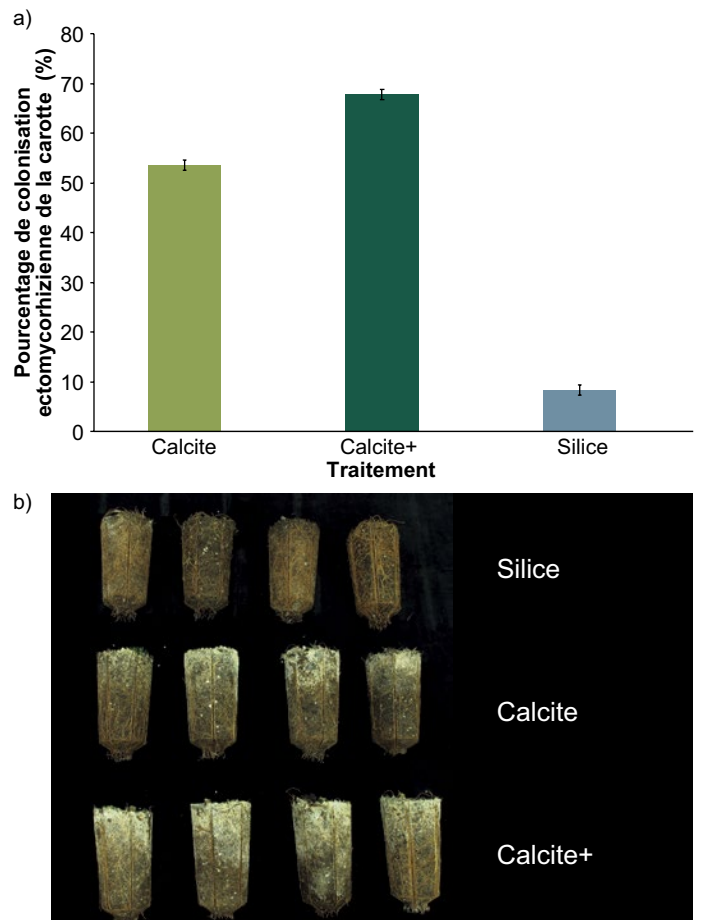 a)
Pourcentage de colonisation
ectomycorhizienne de la carotte (%)
80
70
60
50
40
30
20
10
0
Calcite
Calcite+
Silice
Traitement
b)
Silice
Calcite
Calcite+